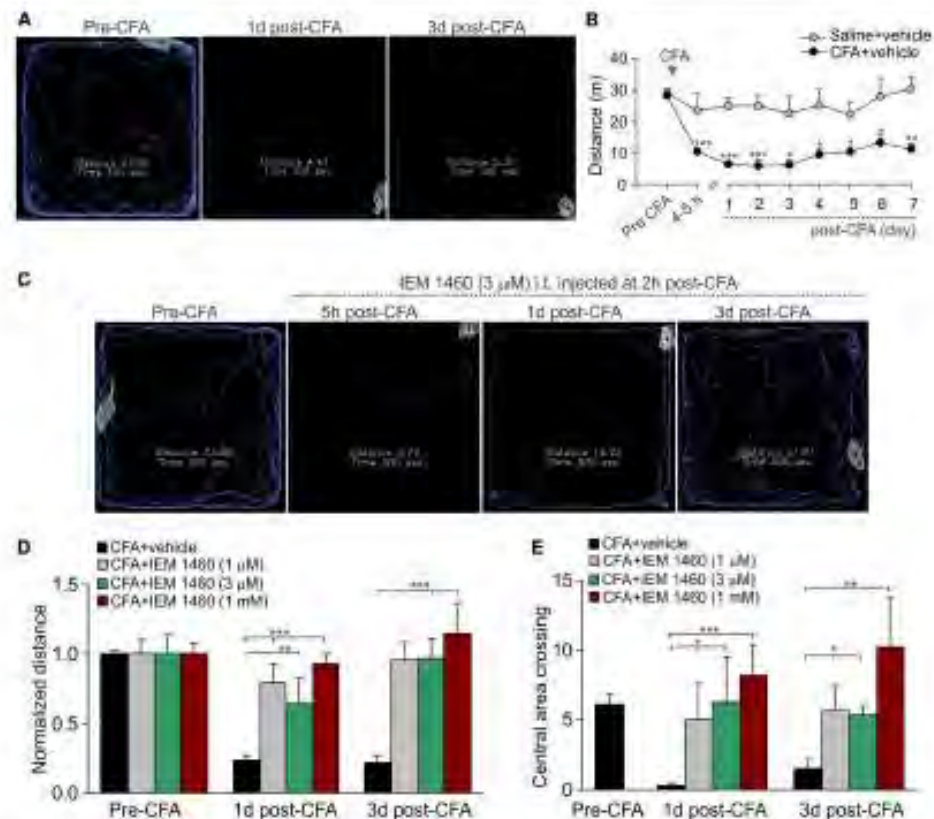 A
Pre-CFA 1d post-CFA 3d post-CFA
B
Saline+vehicle
CFA+vehicle
CFA
Distance (m)
40
30
20
10
0
Pre CFA 4-5 h 1 2 3 4 5 6 7
post-CFA (day)
C
IEM 1460 (3 μM) i.t. injected at 2h post-CFA
Pre-CFA 5h post-CFA 1d post-CFA 3d post-CFA
D
CFA+vehicle
CFA+IEM 1460 (1 μM)
CFA+IEM 1460 (3 μM)
CFA+IEM 1460 (1 mM)
Normalized distance
1.5
1.0
0.5
0.0
*** ** ***
Pre-CFA 1d post-CFA 3d post-CFA
E
CFA+vehicle
CFA+IEM 1460 (1 μM)
CFA+IEM 1460 (3 μM)
CFA+IEM 1460 (1 mM)
Central area crossing
15
10
5
0
*** * ** *
Pre-CFA 1d post-CFA 3d post-CFA